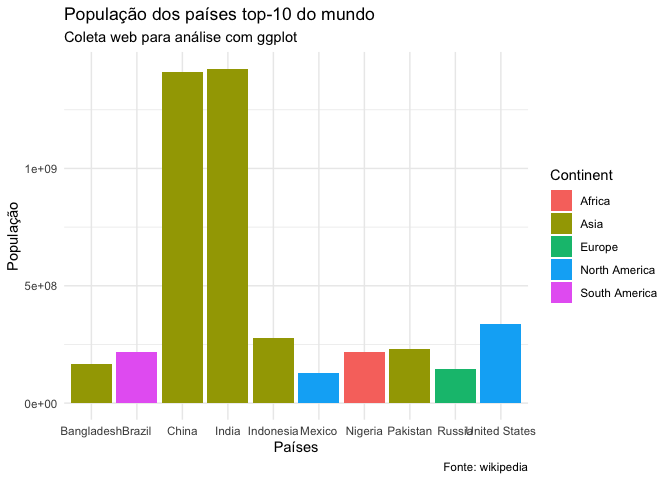 População dos países top-10 do mundo
Coleta web para análise com ggplot
População
1e+09
5e+08
0e+00
Bangladesh Brazil China India Indonesia Mexico Nigeria Pakistan Russia United States
Países
Continent
Africa
Asia
Europe
North America
South America
Fonte: wikipedia